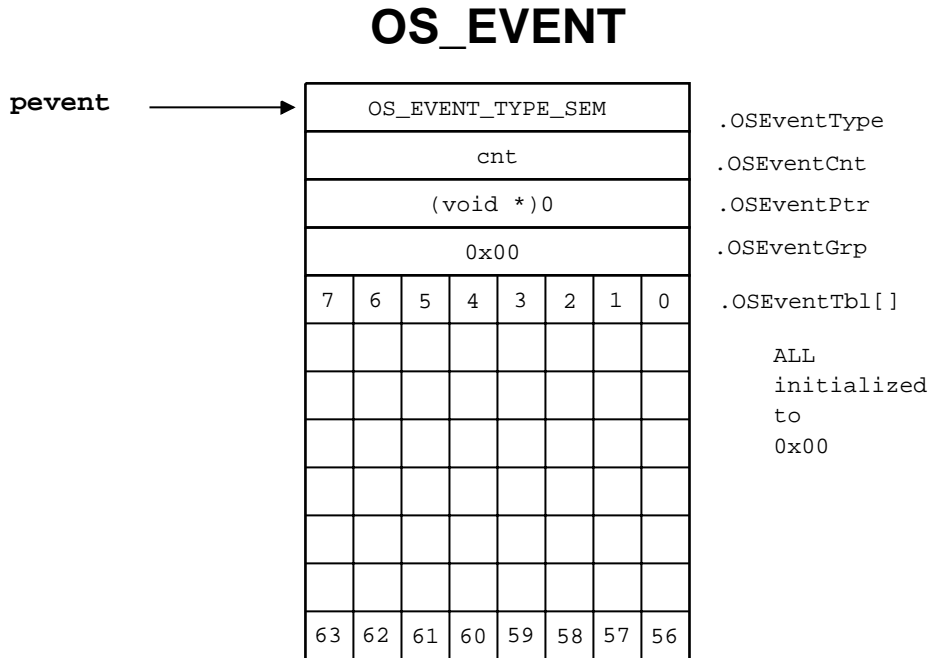 OS_EVENT
pevent
OS_EVENT_TYPE_SEM
.OSEventType
cnt
.OSEventCnt
(void *)0
.OSEventPtr
0x00
.OSEventGrp
7 6 5 4 3 2 1 0
.OSEventTbl[]
ALL
initialized
to
0x00
63 62 61 60 59 58 57 56